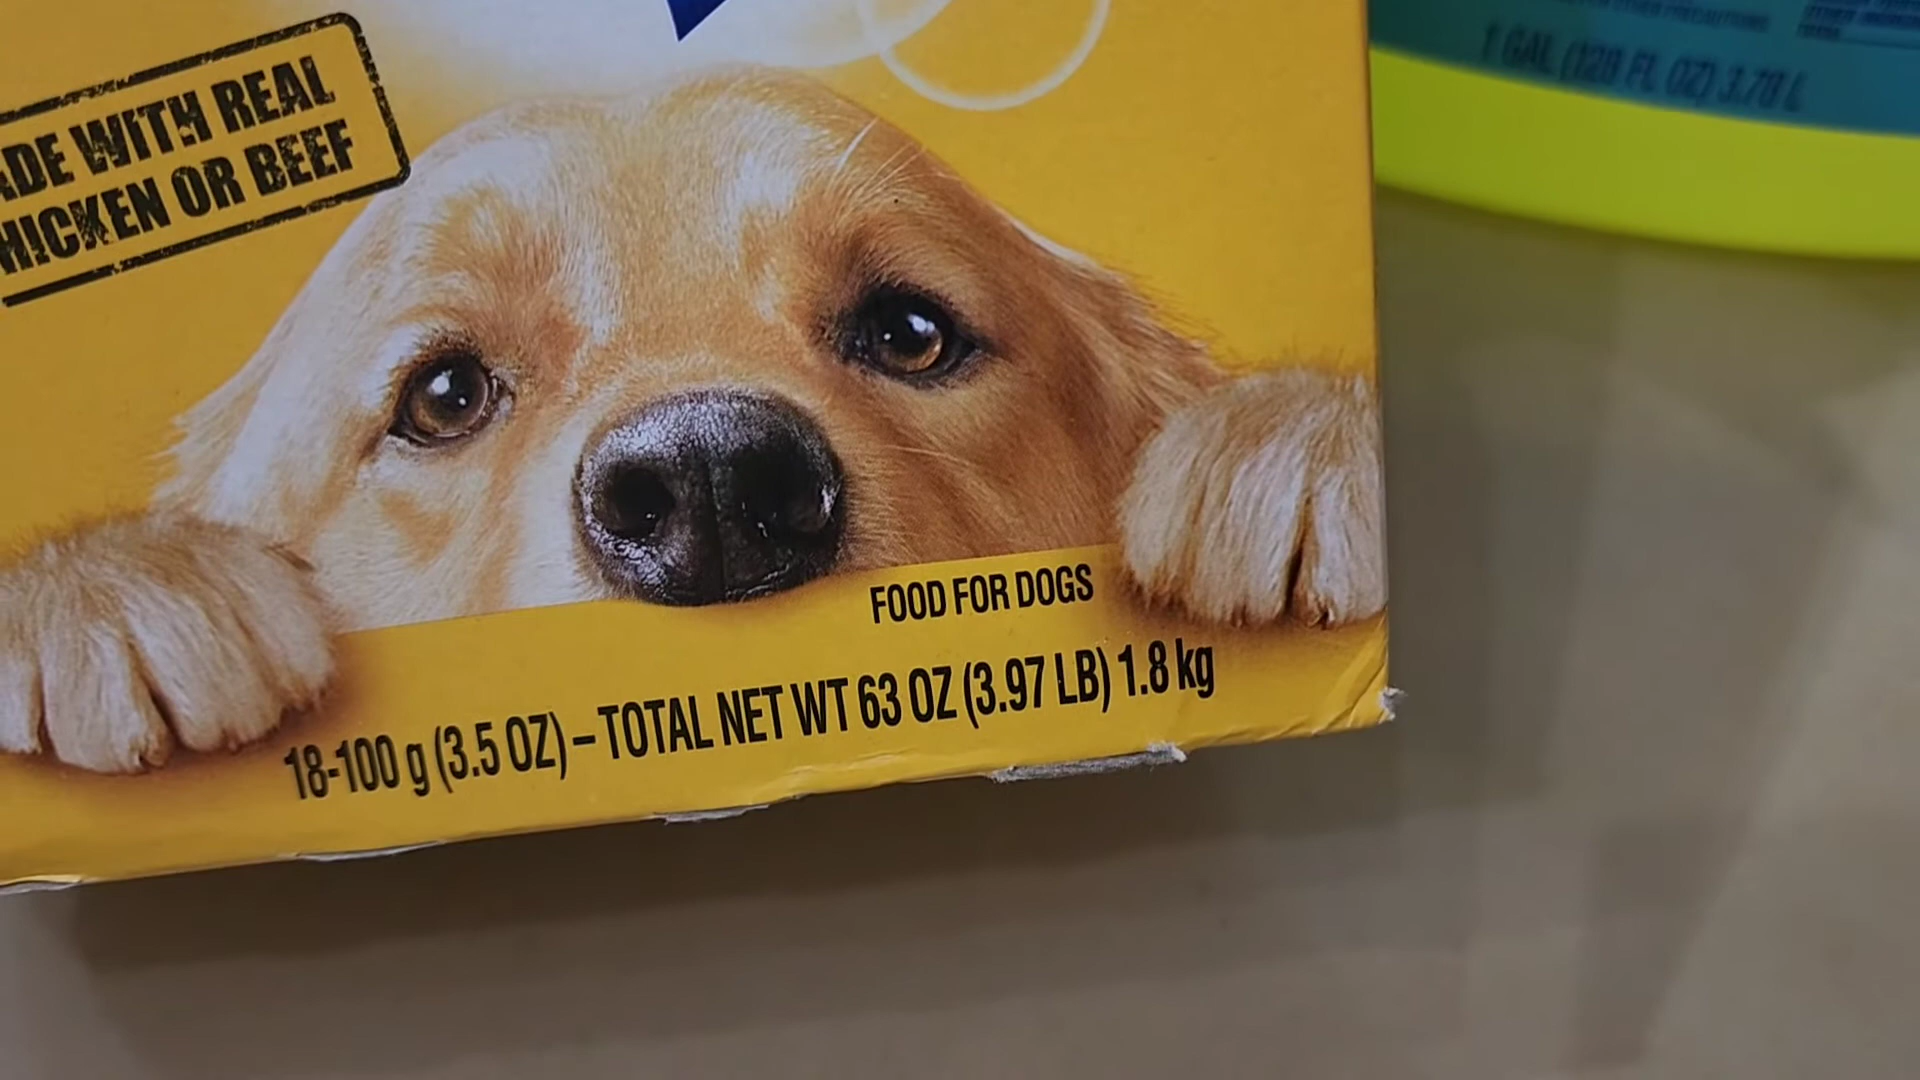 ADE WITH REAL
HICKEN OR BEEF
FOOD FOR DOGS
18-100 g (3.5 OZ) – TOTAL NET WT 63 OZ (3.97 LB) 1.8 kg
1 GAL (128 FL OZ) 3.78 L